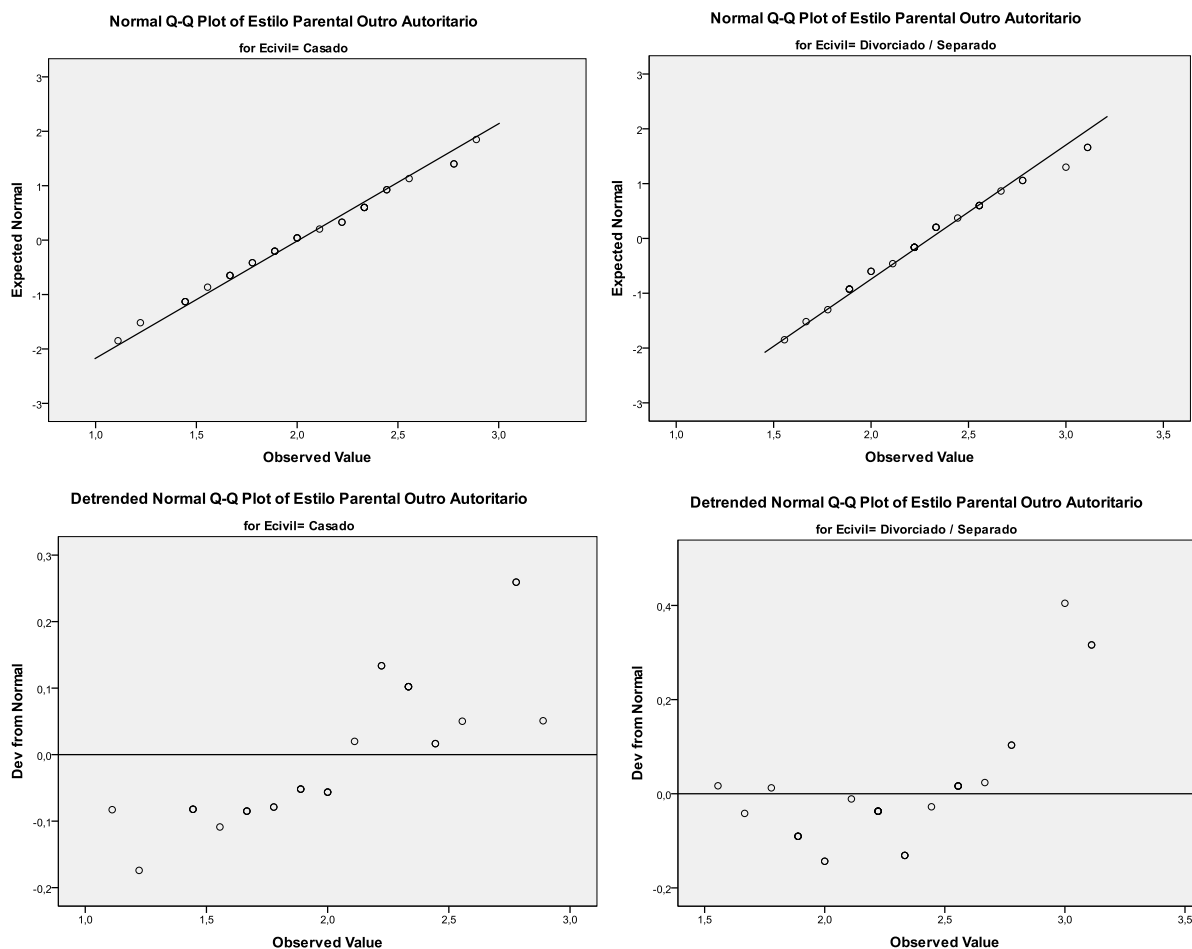 Normal Q-Q Plot of Estilo Parental Outro Autoritario
for Ecivil= Casado
Expected Normal
3
2
1
0
-1
-2
-3
1,0 1,5 2,0 2,5 3,0
Observed Value
Normal Q-Q Plot of Estilo Parental Outro Autoritario
for Ecivil= Divorciado / Separado
Expected Normal
3
2
1
0
-1
-2
-3
1,0 1,5 2,0 2,5 3,0 3,5
Observed Value
Detrended Normal Q-Q Plot of Estilo Parental Outro Autoritario
for Ecivil= Casado
Dev from Normal
0,3
0,2
0,1
0,0
-0,1
-0,2
1,0 1,5 2,0 2,5 3,0
Observed Value
Detrended Normal Q-Q Plot of Estilo Parental Outro Autoritario
for Ecivil= Divorciado / Separado
Dev from Normal
0,4
0,2
0,0
-0,2
1,5 2,0 2,5 3,0 3,5
Observed Value